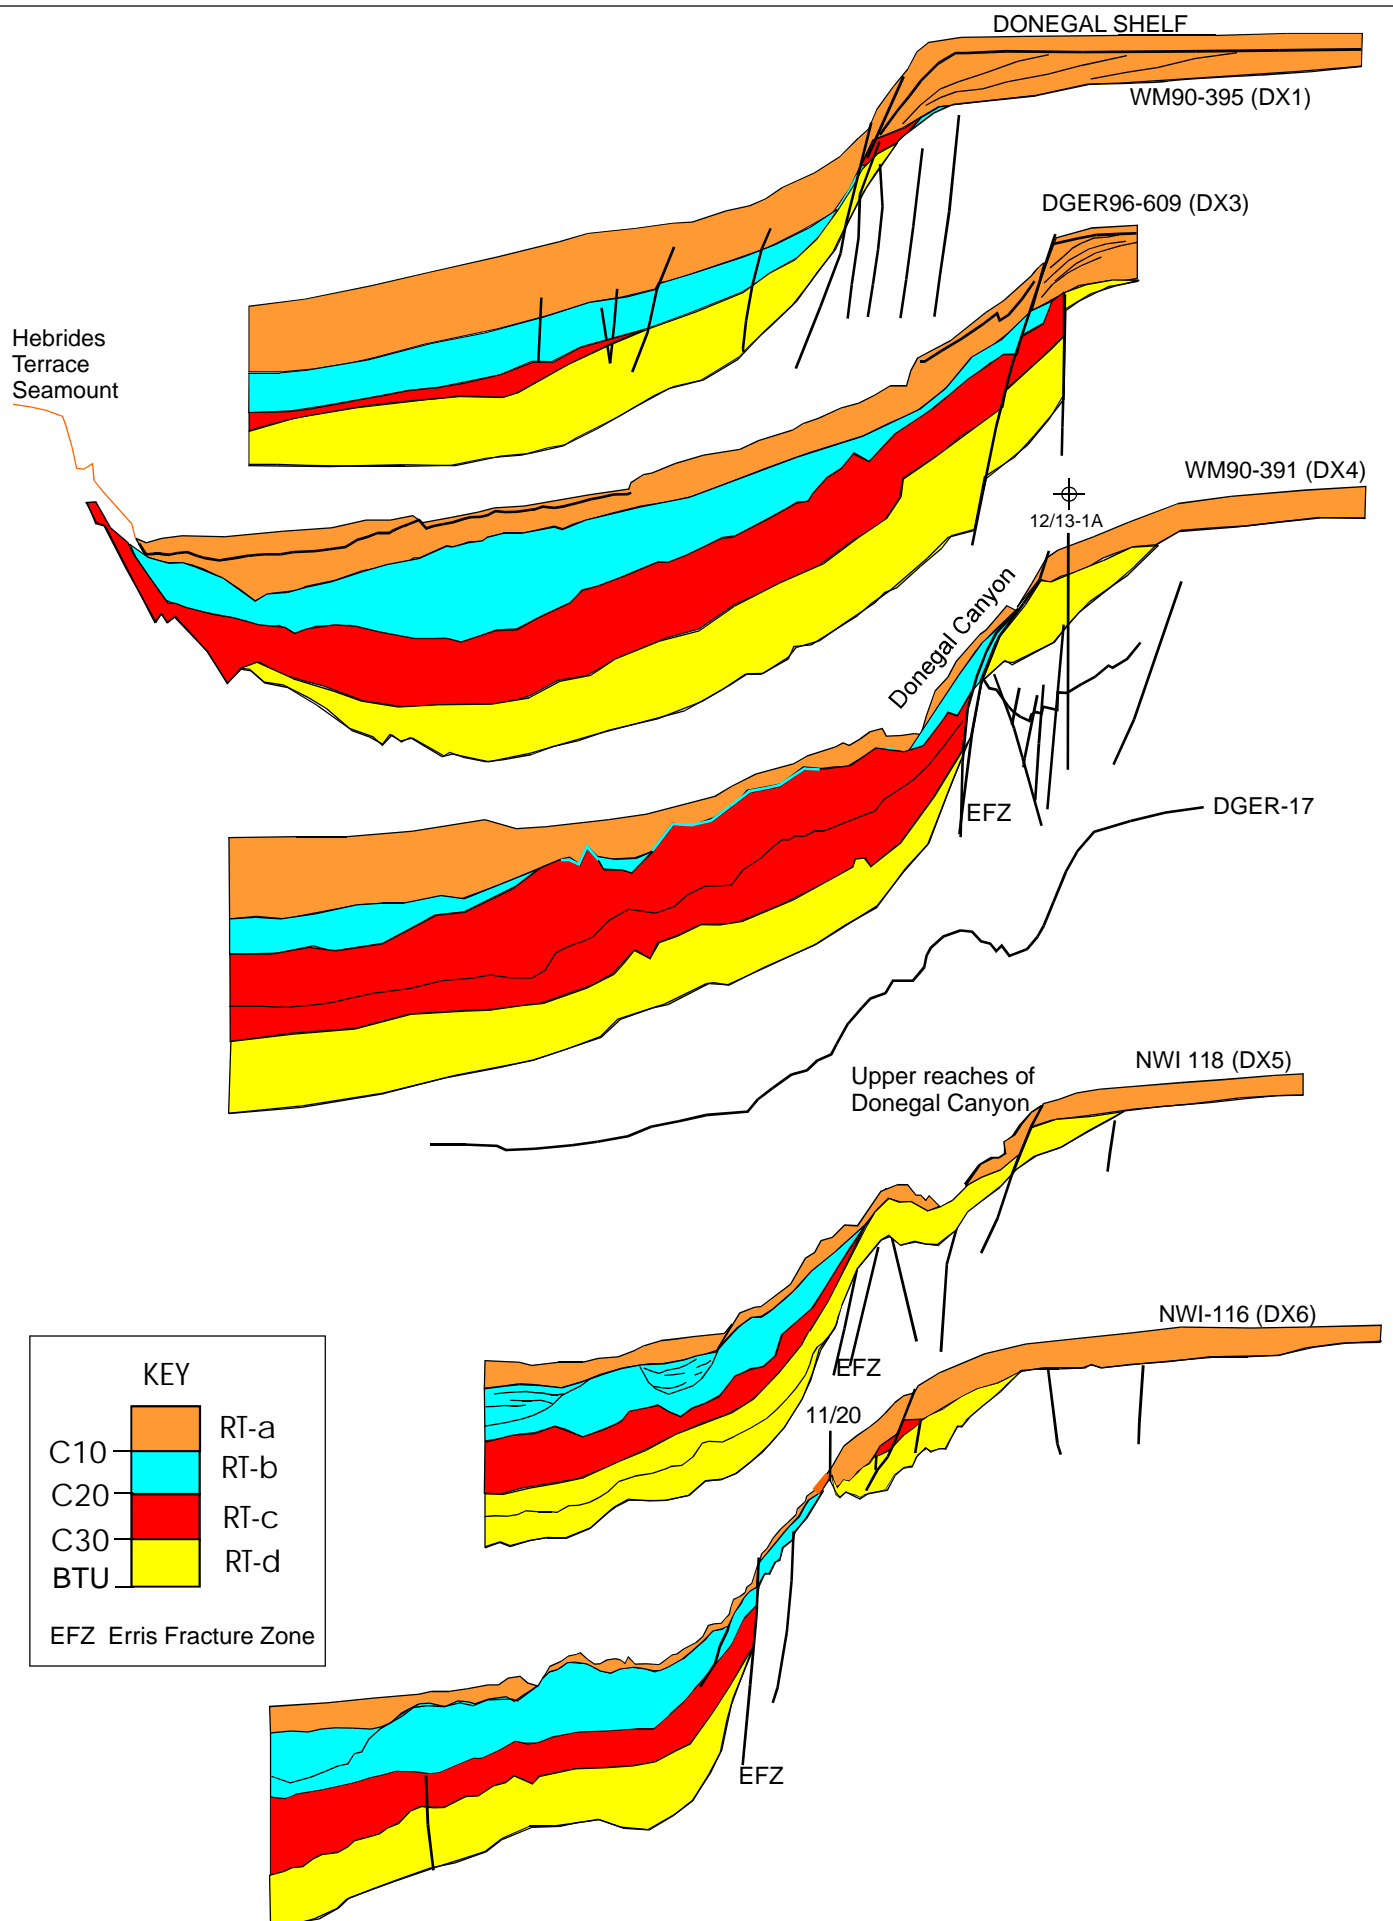 DONEGAL SHELF
WM90-395 (DX1)
DGER96-609 (DX3)
Hebrides
Terrace
Seamount
WM90-391 (DX4)
12/13-1A
Donegal Canyon
EFZ
DGER-17
NWI 118 (DX5)
Upper reaches of
Donegal Canyon
NWI-116 (DX6)
EFZ
11/20
KEY
RT-a
C10
RT-b
C20
RT-c
C30
RT-d
BTU
EFZ Erris Fracture Zone
EFZ